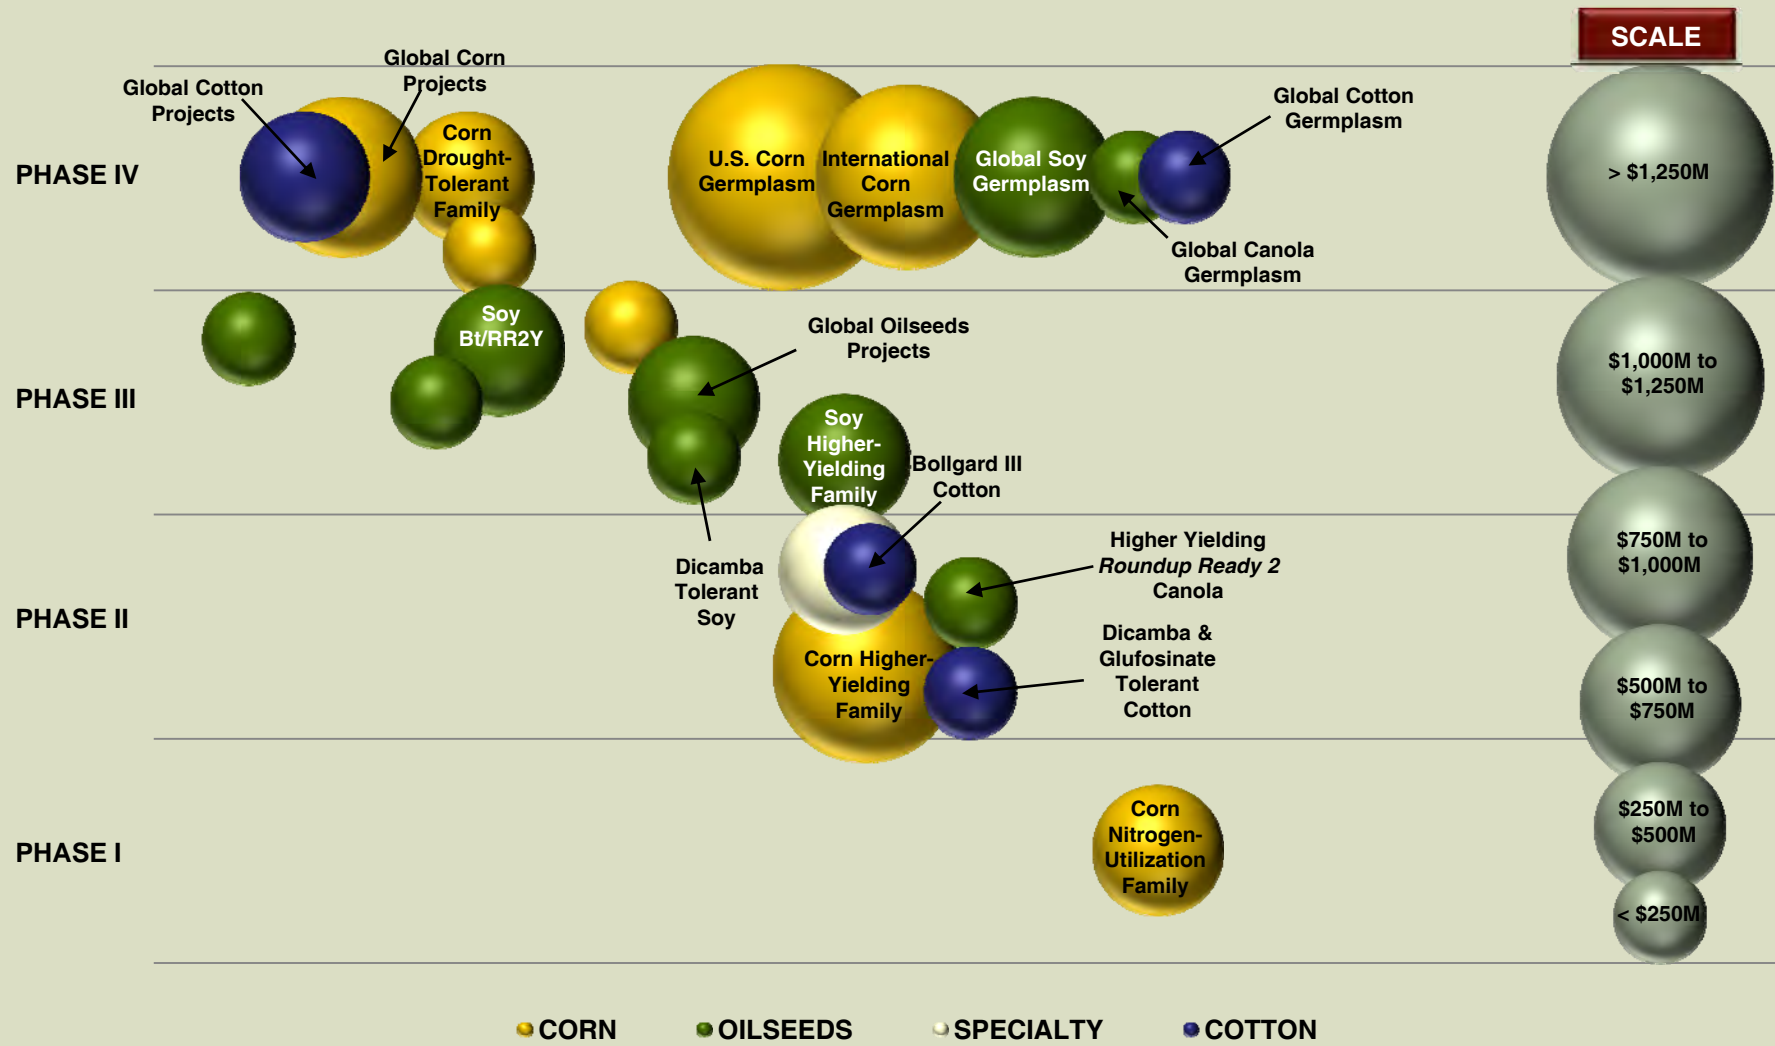 SCALE
Global Corn
Projects
Global Cotton
Projects
Corn
Drought-
Tolerant
Family
PHASE IV
U.S. Corn
Germplasm
International
Corn
Germplasm
Global Soy
Germplasm
Global Cotton
Germplasm
Global Canola
Germplasm
> $1,250M
PHASE III
Soy
Bt/RR2Y
Global Oilseeds
Projects
Soy
Higher-
Yielding
Family
Bollgard III
Cotton
$1,000M to
$1,250M
Dicamba
Tolerant
Soy
PHASE II
Higher Yielding
Roundup Ready 2
Canola
Corn Higher-
Yielding
Family
Dicamba &
Glufosinate
Tolerant
Cotton
$750M to
$1,000M
$500M to
$750M
PHASE I
Corn
Nitrogen-
Utilization
Family
$250M to
$500M
< $250M
CORN
OILSEEDS
SPECIALTY
COTTON